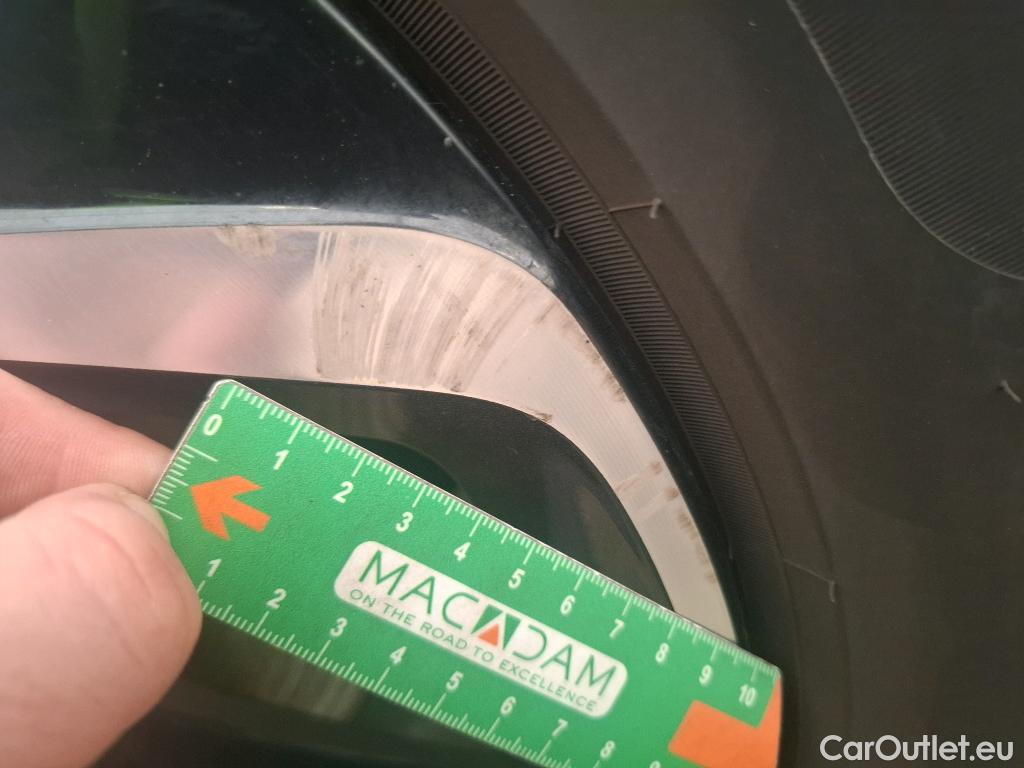 0 1 2 3 4 5 6 7 8 9 10
MACADAM
ON THE ROAD TO EXCELLENCE
1 2 3 4 5 6 7 8
CarOutlet.eu